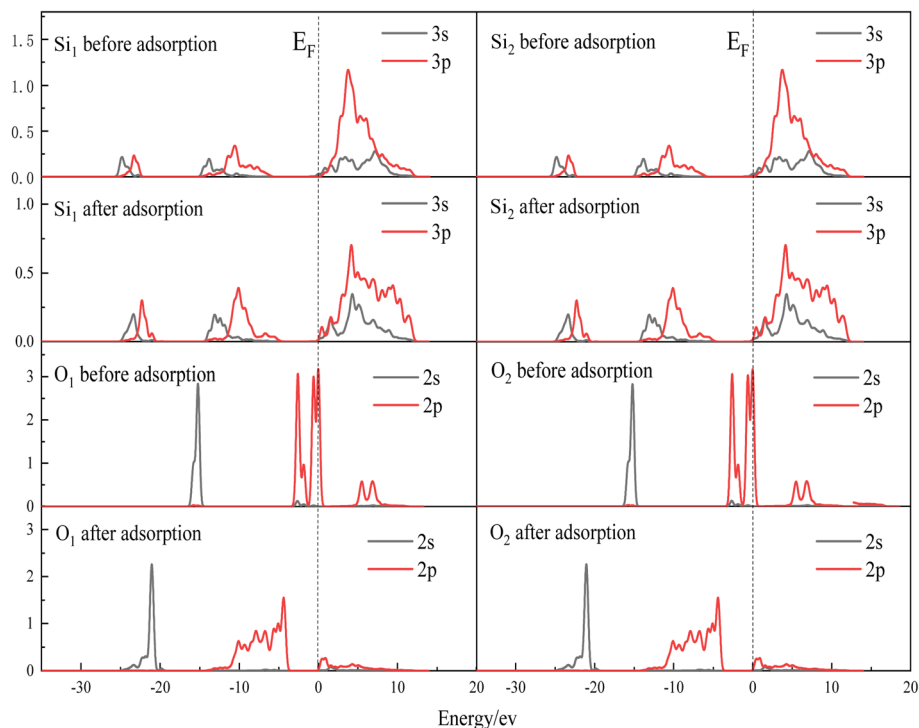 Si1 before adsorption
EF
3s
3p
1.5
1.0
0.5
0.0
Si2 before adsorption
EF
3s
3p
Si1 after adsorption
3s
3p
1.0
0.5
0.0
Si2 after adsorption
3s
3p
O1 before adsorption
2s
2p
3
2
1
0
O2 before adsorption
2s
2p
O1 after adsorption
2s
2p
3
2
1
0
O2 after adsorption
2s
2p
-30 -20 -10 0 10 20 -30 -20 -10 0 10 20
Energy/ev